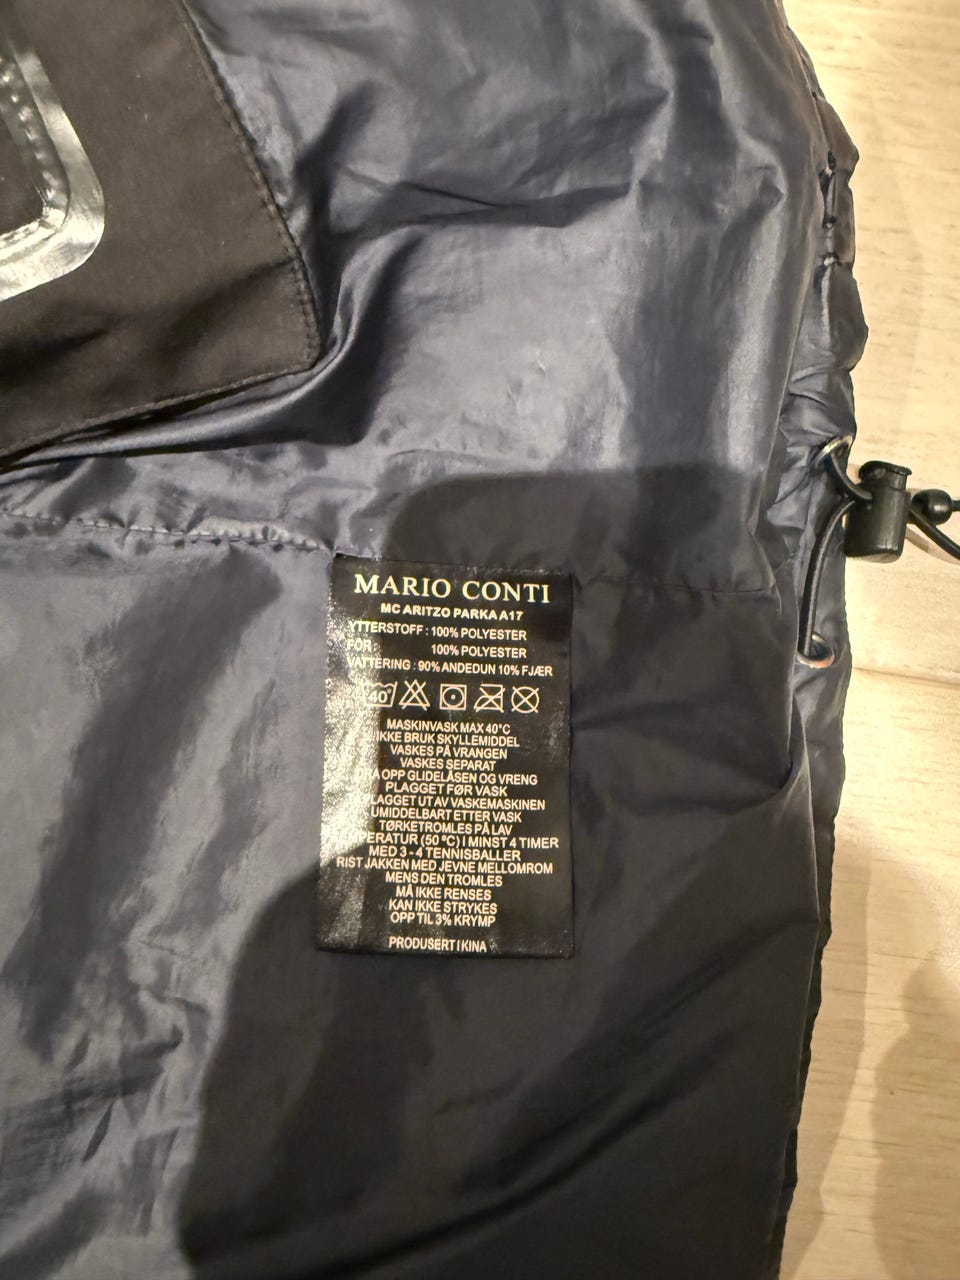 MARIO CONTI
MC ARITZO PARKA A17
YTTERSTOFF : 100% POLYESTER
FÔR: 100% POLYESTER
VATTERING : 90% ANDEDUN 10% FJÆR
40°
MASKINVASK MAX 40°C
IKKE BRUK SKYLLEMIDDEL
VASKES PÅ VRANGEN
VASKES SEPARAT
OPP GLIDELÅSEN OG VRENG
PLAGGET FØR VASK
PLAGGET UT AV VASKEMASKINEN
UMIDDELBART ETTER VASK
TØRKETROMLES PÅ LAV
(50 °C) I MINST 4 TIMER
MED 3 - 4 TENNISBALLER
RIST JAKKEN MED JEVNE MELLOMROM
MENS DEN TROMLES
MÅ IKKE RENSES
KAN IKKE STRYKES
OPP TIL 3% KRYMP
PRODUSERT I KINA